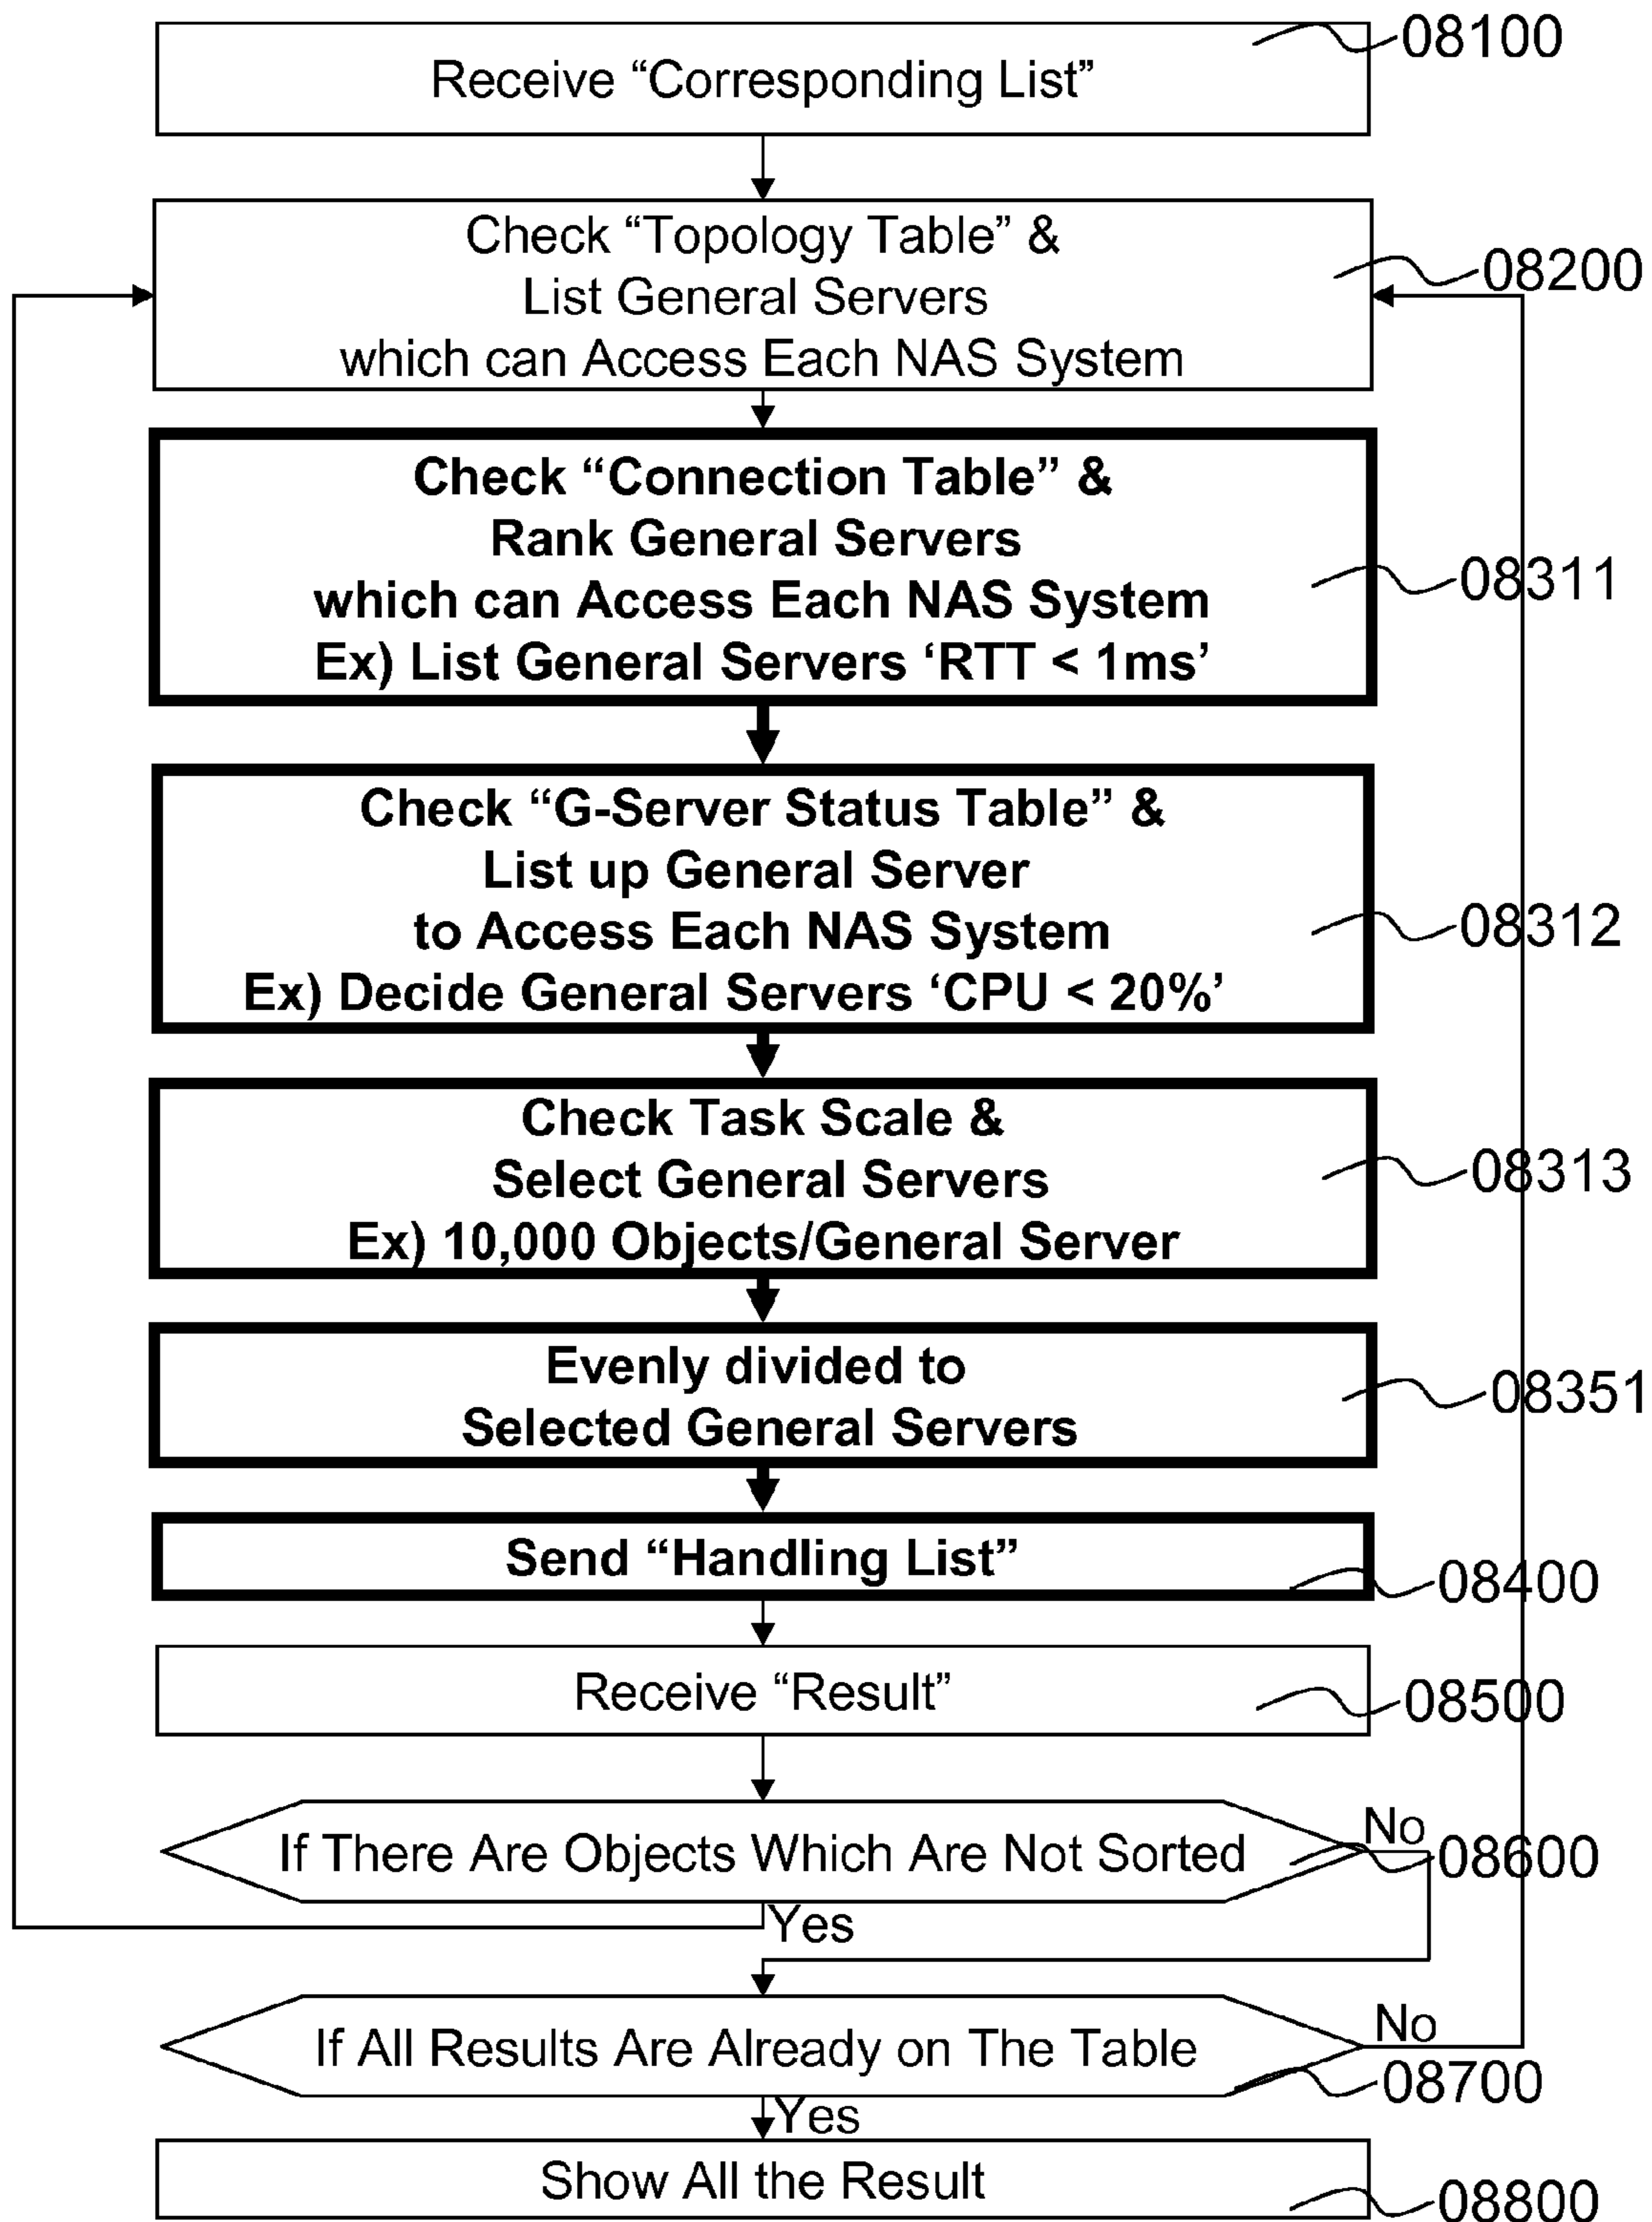 08100
Receive “Corresponding List”
Check “Topology Table” &
List General Servers
which can Access Each NAS System
08200
Check “Connection Table” &
Rank General Servers
which can Access Each NAS System
Ex) List General Servers ‘RTT < 1ms’
08311
Check “G-Server Status Table” &
List up General Server
to Access Each NAS System
Ex) Decide General Servers ‘CPU < 20%’
08312
Check Task Scale &
Select General Servers
Ex) 10,000 Objects/General Server
08313
Evenly divided to
Selected General Servers
08351
Send “Handling List”
08400
Receive “Result”
08500
If There Are Objects Which Are Not Sorted
No
08600
Yes
If All Results Are Already on The Table
No
08700
Yes
Show All the Result
08800